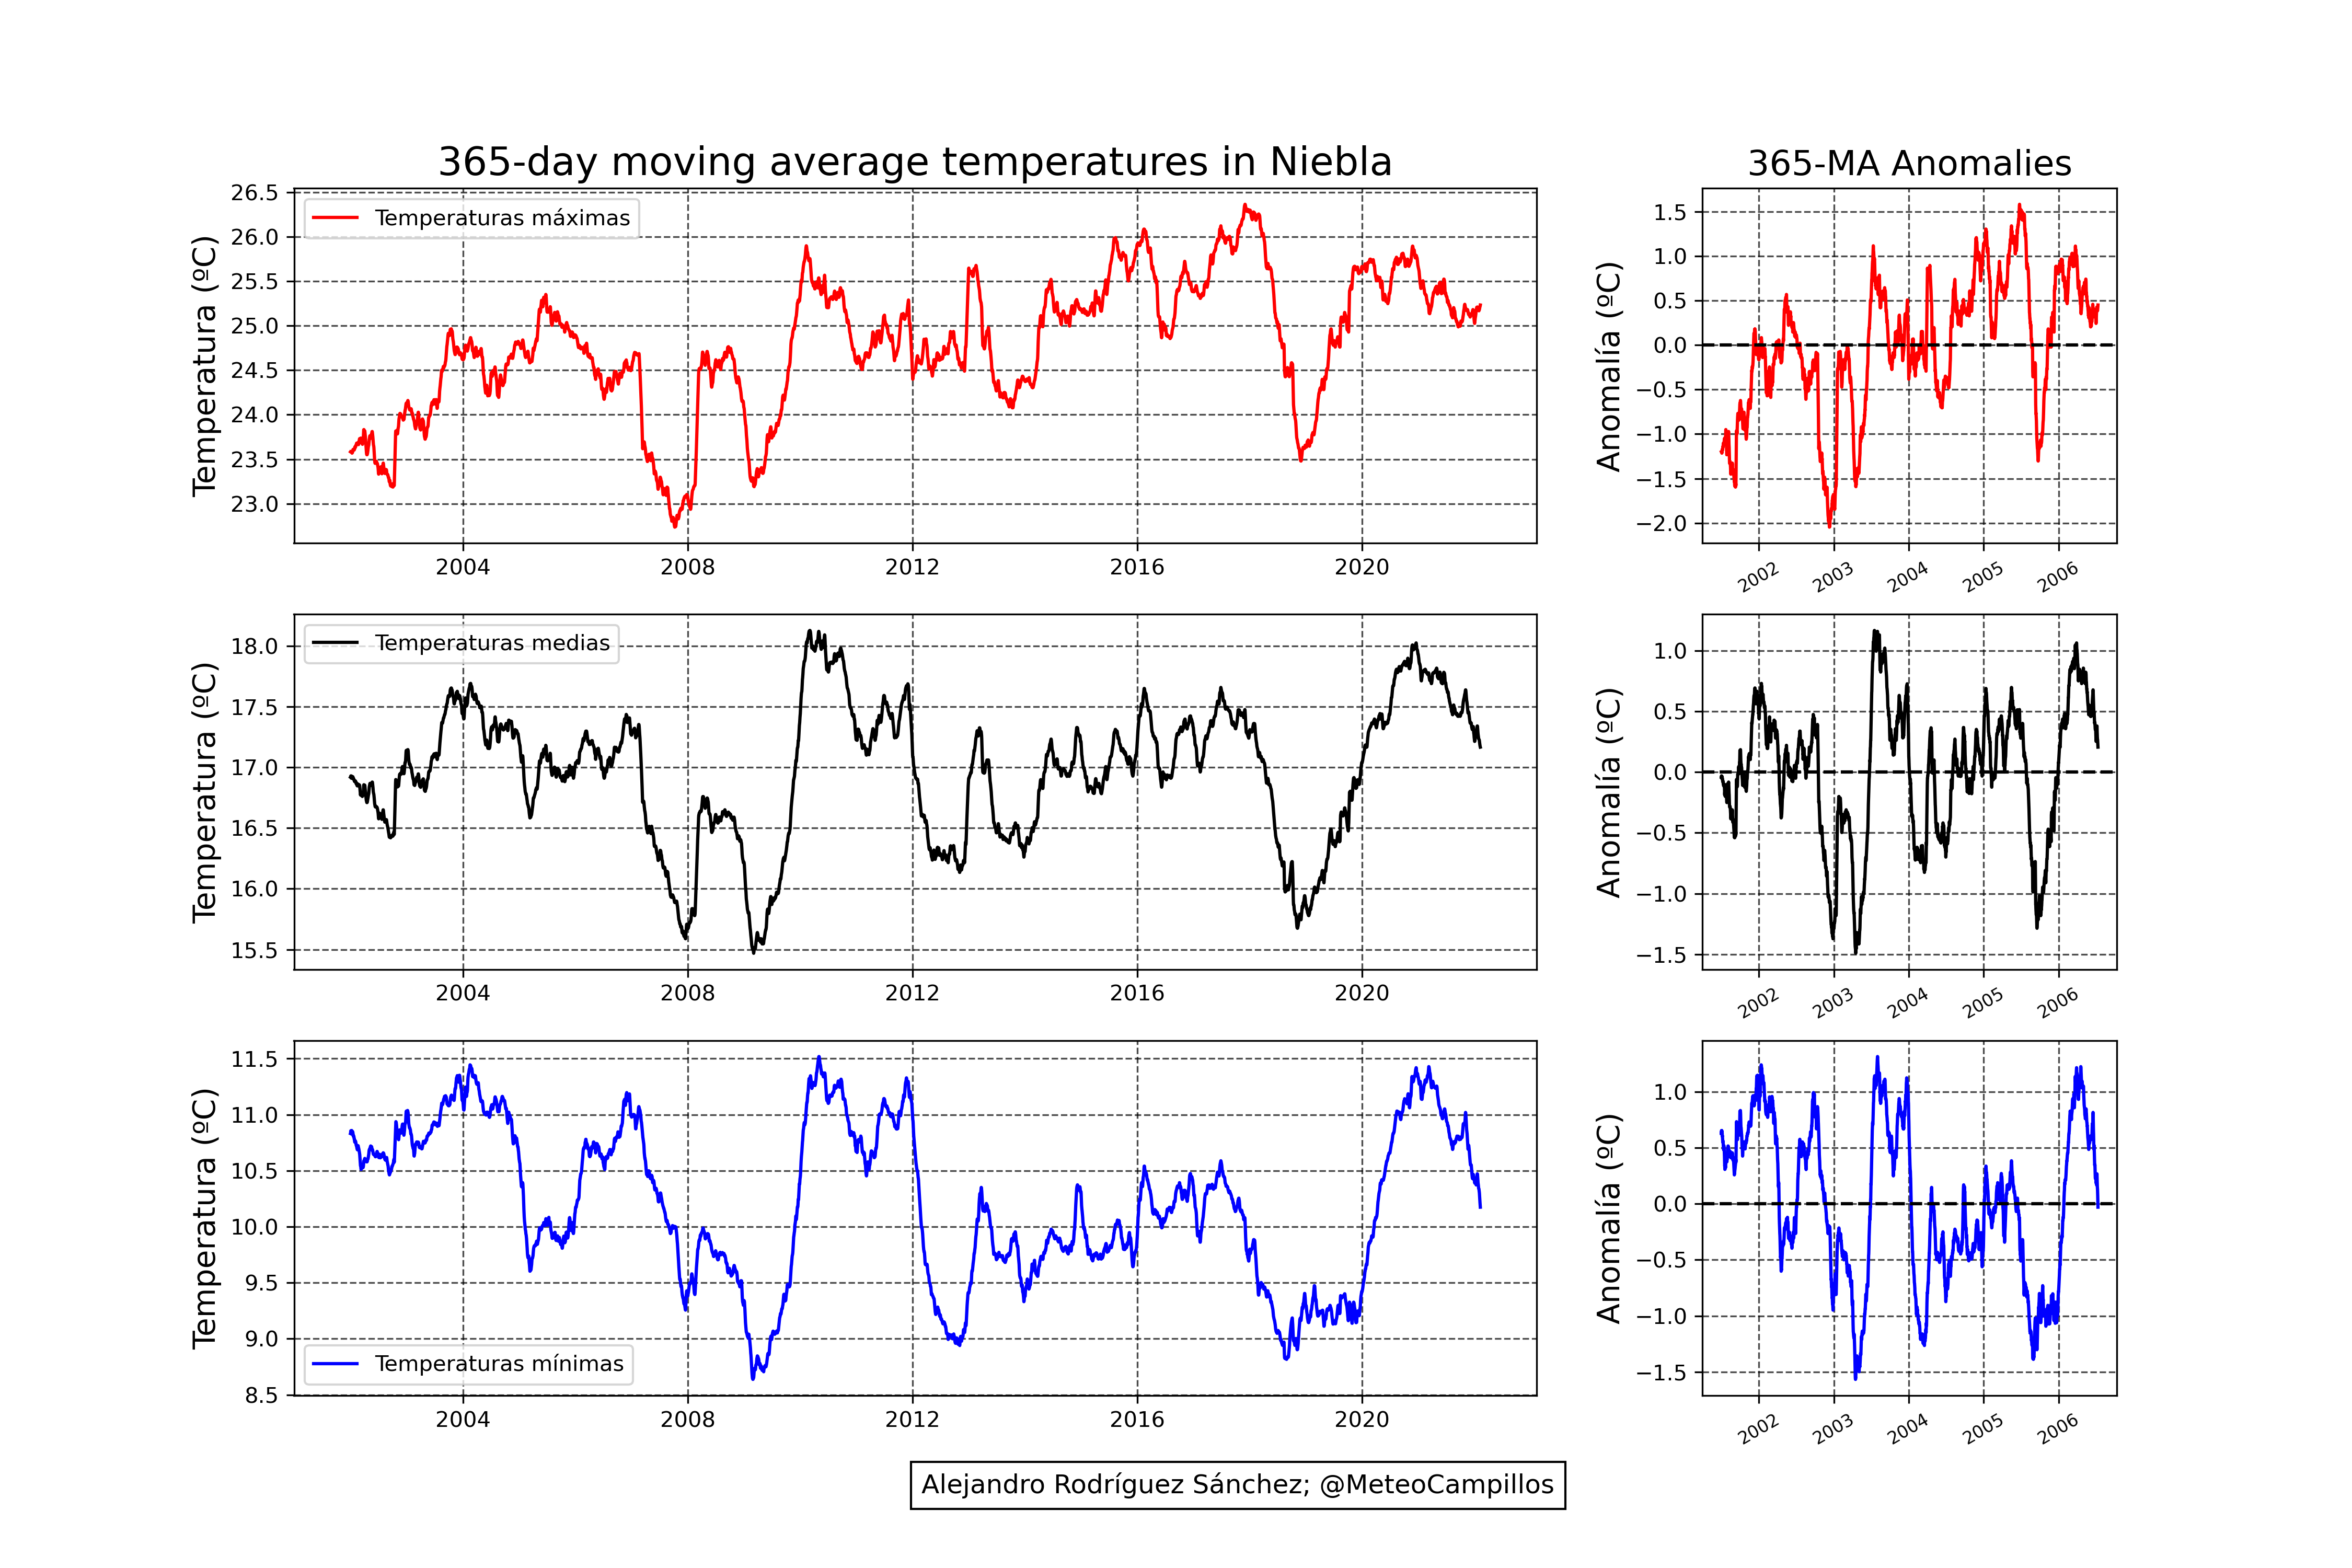 365-day moving average temperatures in Niebla
365-MA Anomalies
Temperatura (ºC)
26.5
26.0
25.5
25.0
24.5
24.0
23.5
23.0
Temperaturas máximas
2004 2008 2012 2016 2020
Anomalía (ºC)
1.5
1.0
0.5
0.0
−0.5
−1.0
−1.5
−2.0
2002 2003 2004 2005 2006
Temperatura (ºC)
18.0
17.5
17.0
16.5
16.0
15.5
Temperaturas medias
2004 2008 2012 2016 2020
Anomalía (ºC)
1.0
0.5
0.0
−0.5
−1.0
−1.5
2002 2003 2004 2005 2006
Temperatura (ºC)
11.5
11.0
10.5
10.0
9.5
9.0
8.5
Temperaturas mínimas
2004 2008 2012 2016 2020
Anomalía (ºC)
1.0
0.5
0.0
−0.5
−1.0
−1.5
2002 2003 2004 2005 2006
Alejandro Rodríguez Sánchez; @MeteoCampillos